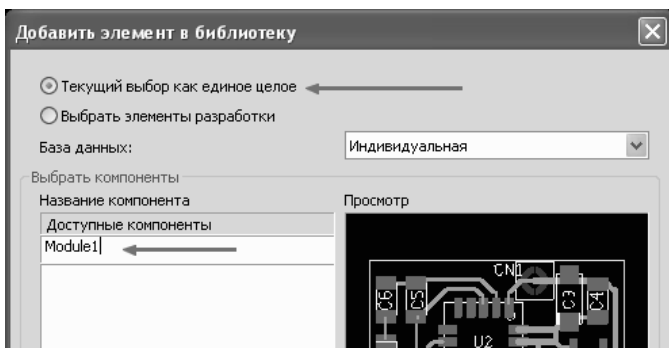 Добавить элемент в библиотеку
Текущий выбор как единое целое
Выбрать элементы разработки
База данных: Индивидуальная
Выбрать компоненты
Название компонента Просмотр
Доступные компоненты
Module1
CN1
C6 C5 C3 C4
U2